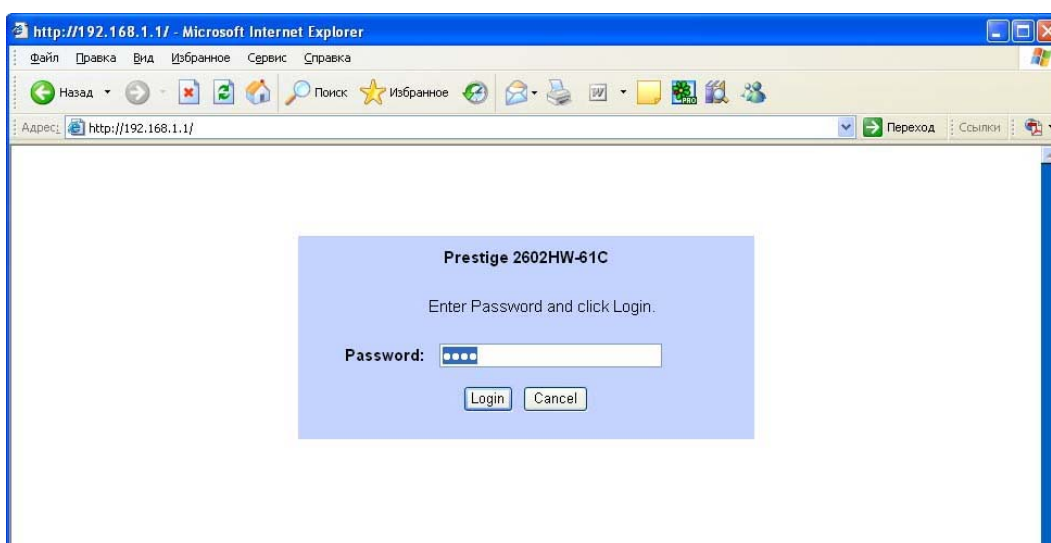 http://192.168.1.1/ - Microsoft Internet Explorer
Файл Правка Вид Избранное Сервис Справка
Назад Поиск Избранное W PRO
Адрес: http://192.168.1.1/ Переход Ссылки
Prestige 2602HW-61C
Enter Password and click Login.
Password: ●●●●
Login Cancel